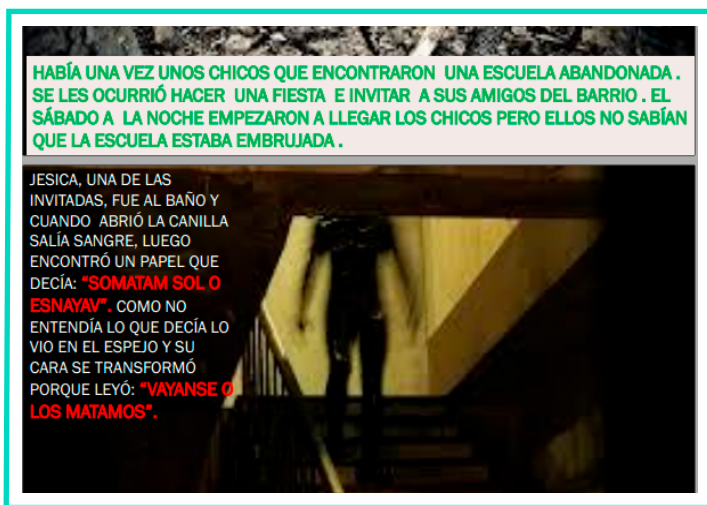 HABÍA UNA VEZ UNOS CHICOS QUE ENCONTRARON UNA ESCUELA ABANDONADA .
SE LES OCURRIÓ HACER UNA FIESTA E INVITAR A SUS AMIGOS DEL BARRIO . EL
SÁBADO A LA NOCHE EMPEZARON A LLEGAR LOS CHICOS PERO ELLOS NO SABÍAN
QUE LA ESCUELA ESTABA EMBRUJADA .
JESICA, UNA DE LAS
INVITADAS, FUE AL BAÑO Y
CUANDO ABRIÓ LA CANILLA
SALÍA SANGRE, LUEGO
ENCONTRÓ UN PAPEL QUE
DECÍA: “SOMATAM SOL O
ESNAYAV”. COMO NO
ENTENDÍA LO QUE DECÍA LO
VIO EN EL ESPEJO Y SU
CARA SE TRANSFORMÓ
PORQUE LEYÓ: “VAYANSE O
LOS MATAMOS”.